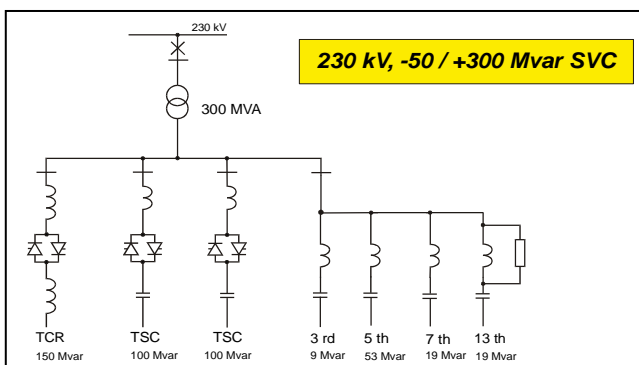 230 kV
230 kV, -50 / +300 Mvar SVC
300 MVA
TCR TSC TSC 3 rd 5 th 7 th 13 th
150 Mvar 100 Mvar 100 Mvar 9 Mvar 53 Mvar 19 Mvar 19 Mvar